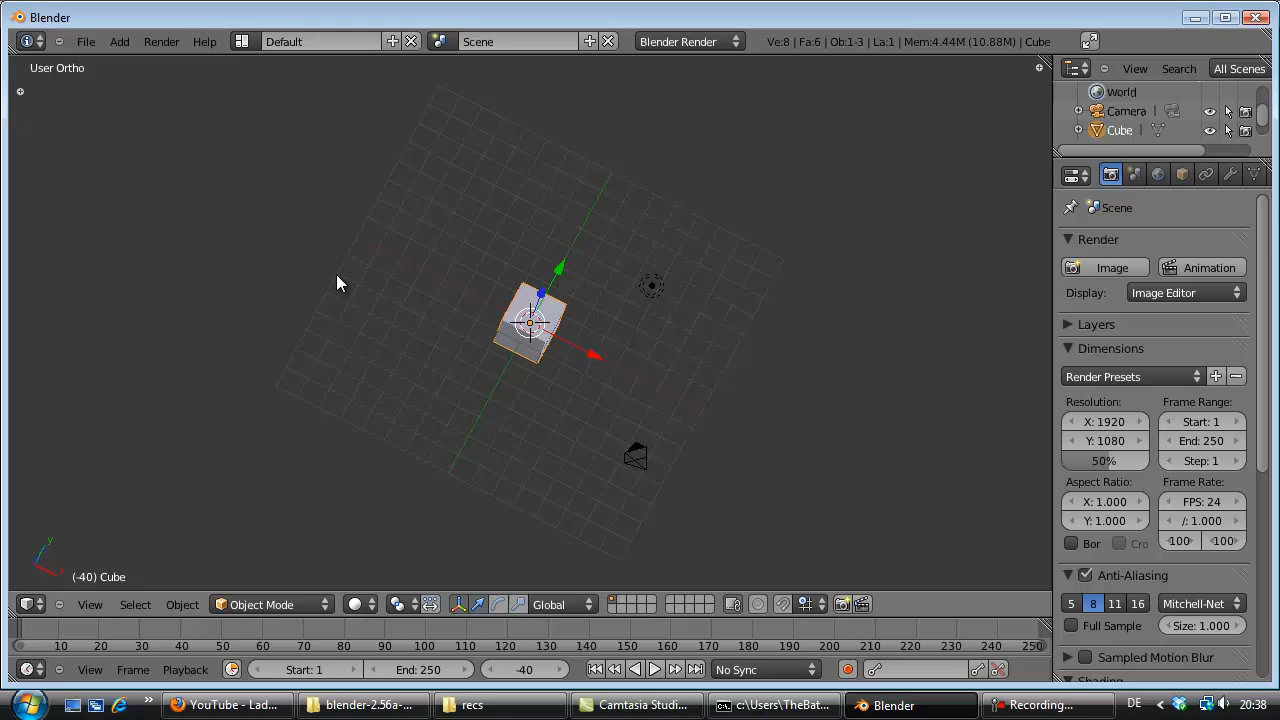 Blender
File Add Render Help Default Scene Blender Render Ve:8 | Fa:6 | Ob:1-3 | La:1 | Mem:4.44M (10.88M) | Cube
User Ortho
View Search All Scenes
World
Camera |
Cube |
Scene
Render
Image Animation
Display: Image Editor
Layers
Dimensions
Render Presets
Resolution: Frame Range:
X: 1920 Start: 1
Y: 1080 End: 250
50% Step: 1
Aspect Ratio: Frame Rate:
X: 1.000 FPS: 24
Y: 1.000 /: 1.000
Bor Cro 100 100
Anti-Aliasing
5 8 11 16 Mitchell-Net
Full Sample Size: 1.000
Sampled Motion Blur
Shading
y
x
(-40) Cube
View Select Object Object Mode Global
10 20 30 40 50 60 70 80 90 100 110 120 130 140 150 160 170 180 190 200 210 220 230 240 250
View Frame Playback Start: 1 End: 250 -40 No Sync
YouTube - Lad... blender-2.56a-... recs Camtasia Studi... c:\Users\TheBat... Blender Recording... DE 20:38